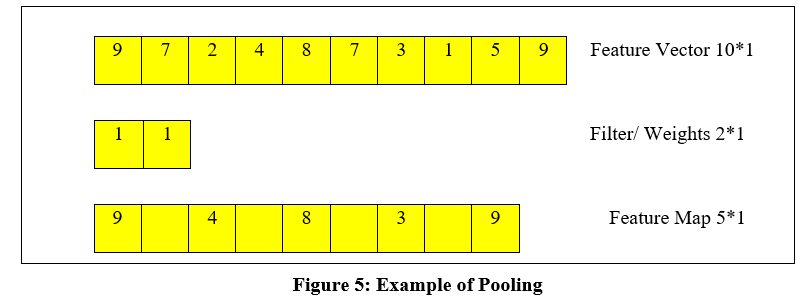 9 7 2 4 8 7 3 1 5 9 Feature Vector 10*1
1 1 Filter/ Weights 2*1
9 4 8 3 9 Feature Map 5*1
Figure 5: Example of Pooling